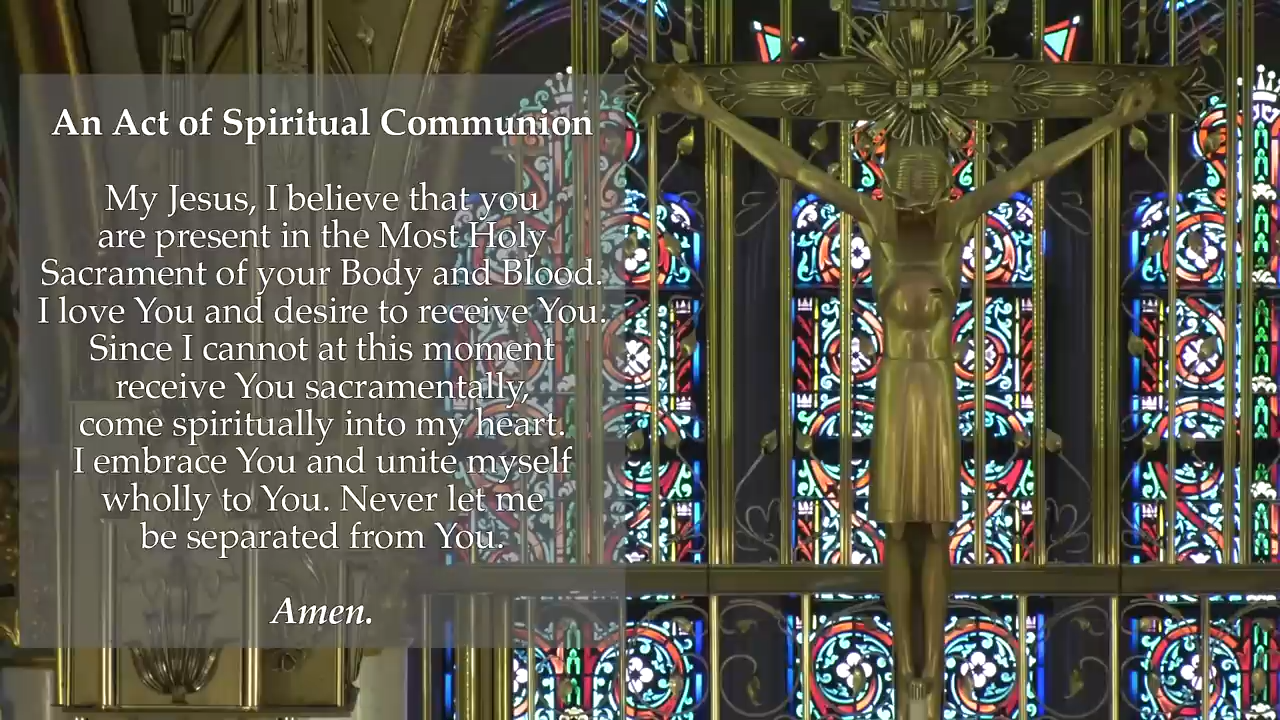 An Act of Spiritual Communion
My Jesus, I believe that you
are present in the Most Holy
Sacrament of your Body and Blood.
I love You and desire to receive You.
Since I cannot at this moment
receive You sacramentally,
come spiritually into my heart.
I embrace You and unite myself
wholly to You. Never let me
be separated from You.
Amen.